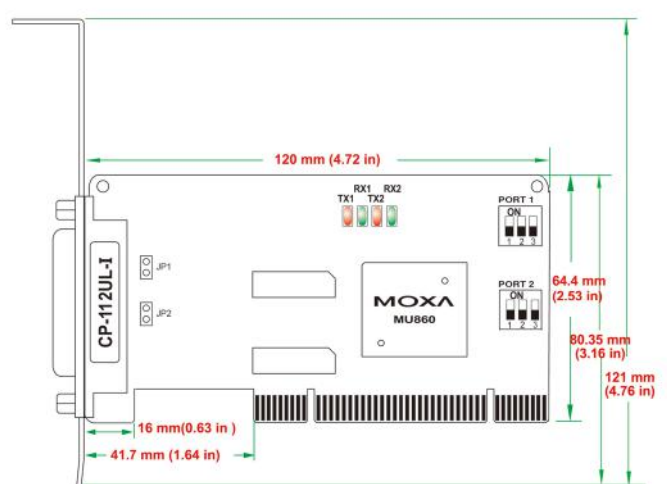 120 mm (4.72 in)
RX1 RX2
TX1 TX2
PORT 1
ON
1 2 3
JP1
CP-112UL-I
64.4 mm
(2.53 in)
PORT 2
ON
1 2 3
MOXA
MU860
JP2
80.35 mm
(3.16 in)
121 mm
(4.76 in)
16 mm(0.63 in )
41.7 mm (1.64 in)